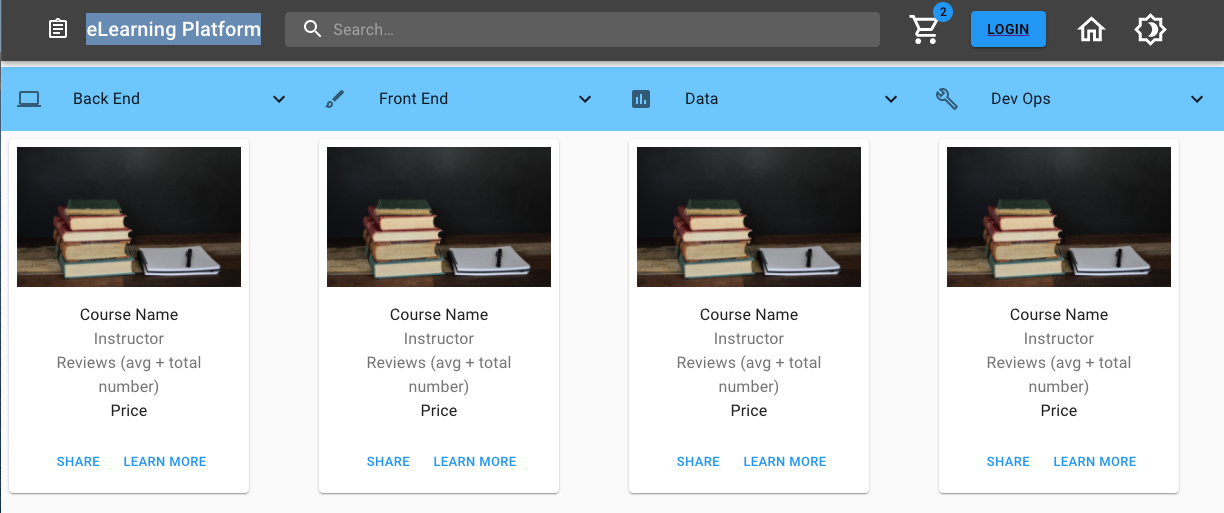 eLearning Platform Search... 2 LOGIN
Back End Front End Data Dev Ops
Course Name Course Name Course Name Course Name
Instructor Instructor Instructor Instructor
Reviews (avg + total Reviews (avg + total Reviews (avg + total Reviews (avg + total
number) number) number) number)
Price Price Price Price
SHARE LEARN MORE SHARE LEARN MORE SHARE LEARN MORE SHARE LEARN MORE